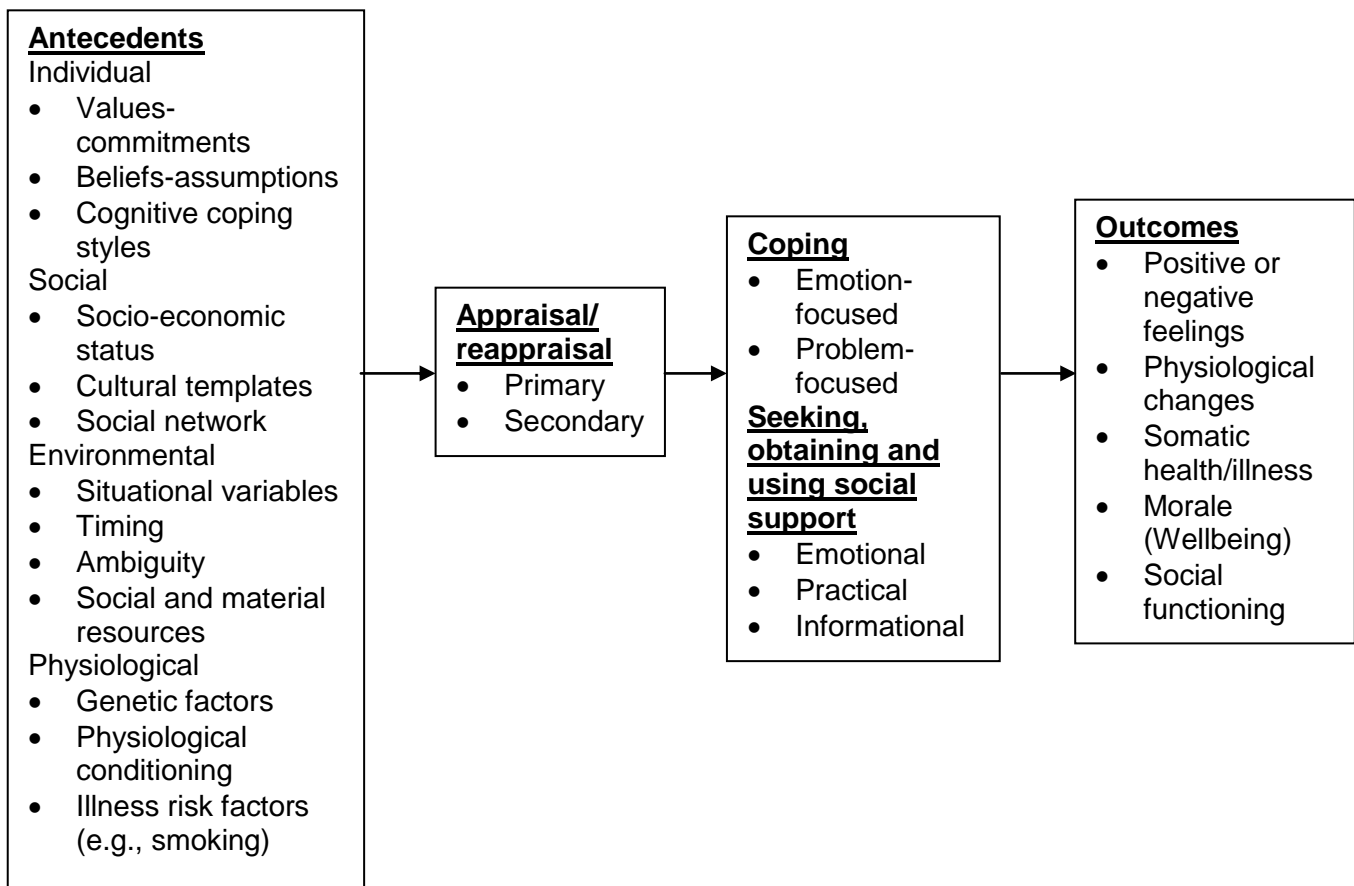 Antecedents
Individual
• Values-
commitments
• Beliefs-assumptions
• Cognitive coping
styles
Social
• Socio-economic
status
• Cultural templates
• Social network
Environmental
• Situational variables
• Timing
• Ambiguity
• Social and material
resources
Physiological
• Genetic factors
• Physiological
conditioning
• Illness risk factors
(e.g., smoking)
Appraisal/
reappraisal
• Primary
• Secondary
Coping
• Emotion-
focused
• Problem-
focused
Seeking,
obtaining and
using social
support
• Emotional
• Practical
• Informational
Outcomes
• Positive or
negative
feelings
• Physiological
changes
• Somatic
health/illness
• Morale
(Wellbeing)
• Social
functioning